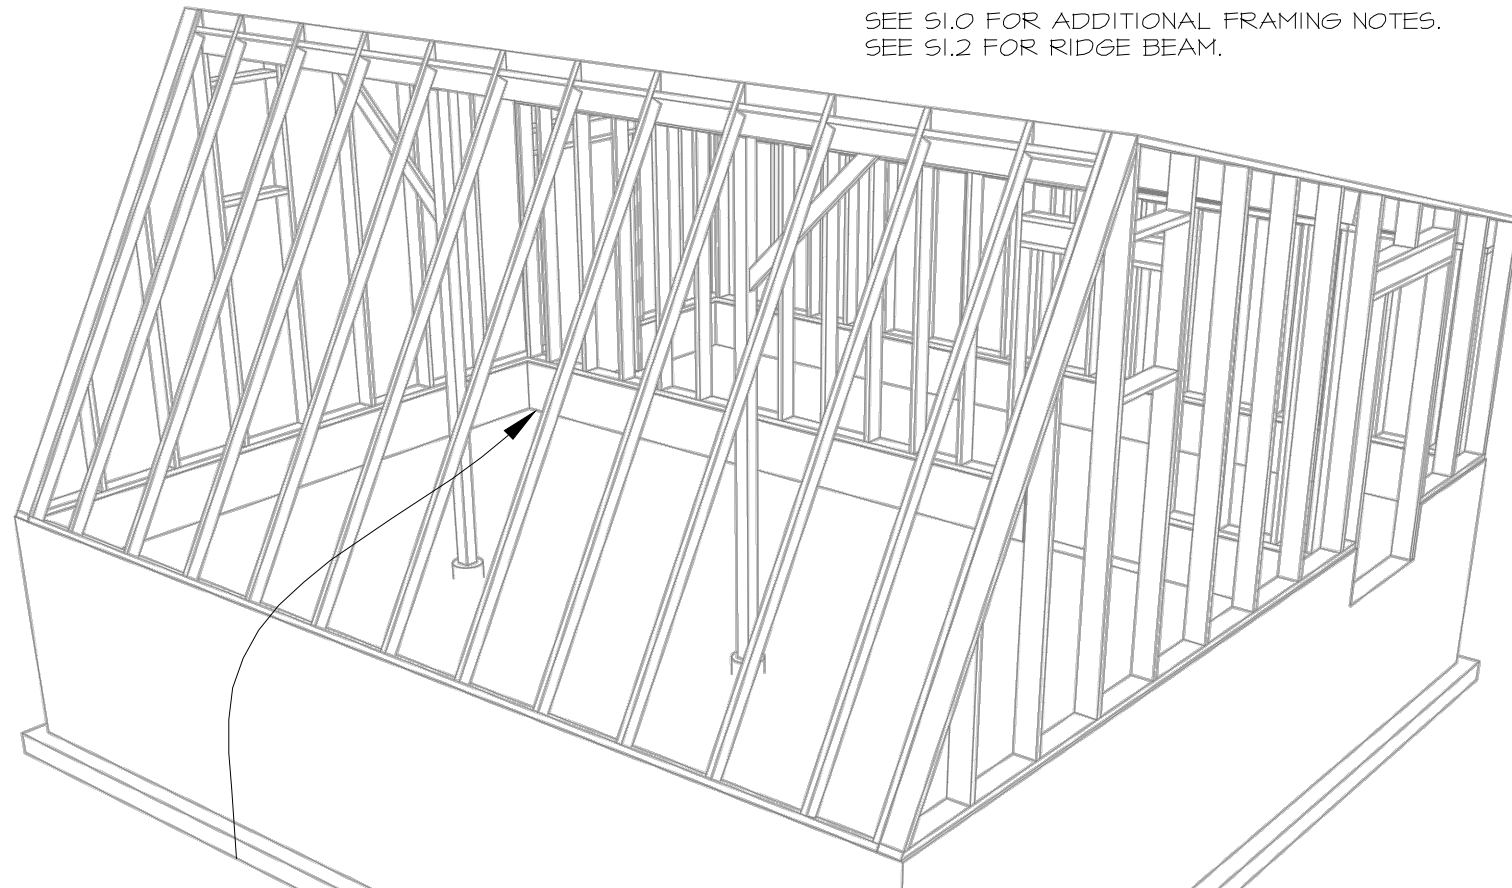 SEE S1.0 FOR ADDITIONAL FRAMING NOTES.
SEE S1.2 FOR RIDGE BEAM.